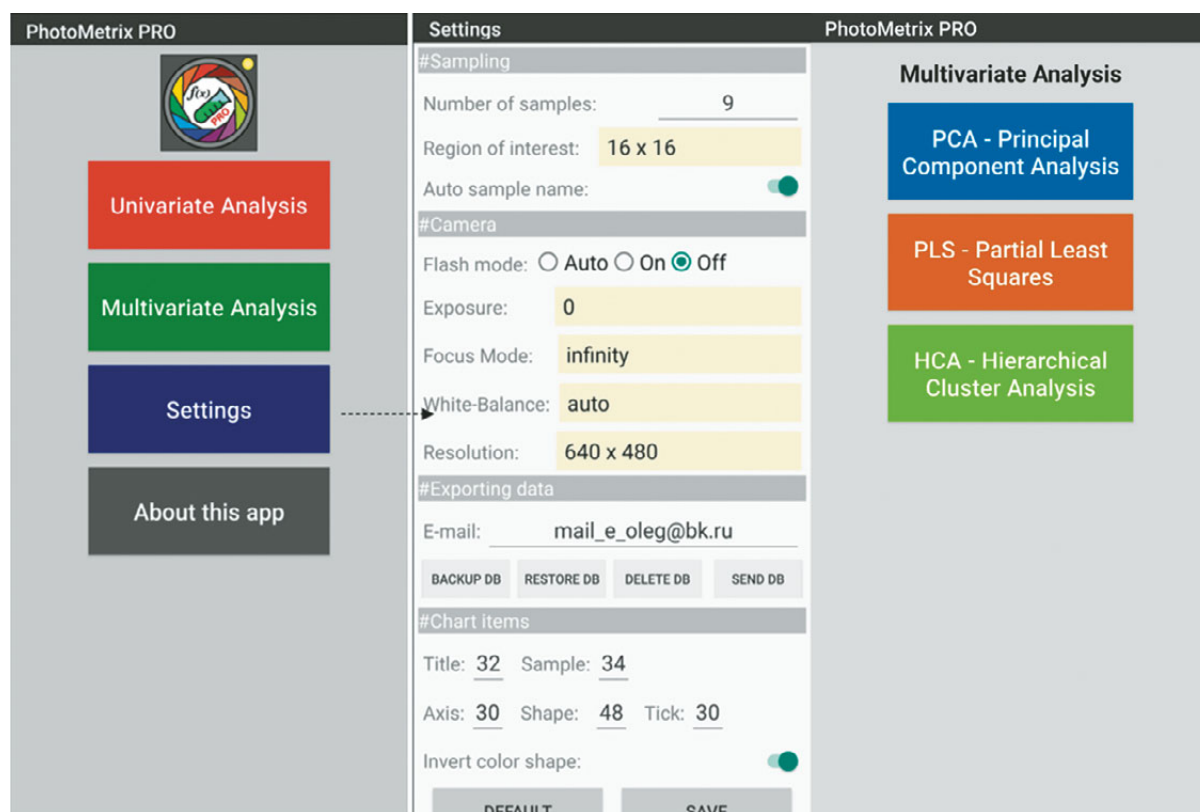 PhotoMetrix PRO
f(x)
PRO
Univariate Analysis
Multivariate Analysis
Settings
About this app
Settings
#Sampling
Number of samples: 9
Region of interest: 16 x 16
Auto sample name:
#Camera
Flash mode: Auto On Off
Exposure: 0
Focus Mode: infinity
White-Balance: auto
Resolution: 640 x 480
#Exporting data
E-mail: mail_e_oleg@bk.ru
BACKUP DB RESTORE DB DELETE DB SEND DB
#Chart items
Title: 32 Sample: 34
Axis: 30 Shape: 48 Tick: 30
Invert color shape:
DEFAULT SAVE
PhotoMetrix PRO
Multivariate Analysis
PCA - Principal
Component Analysis
PLS - Partial Least
Squares
HCA - Hierarchical
Cluster Analysis